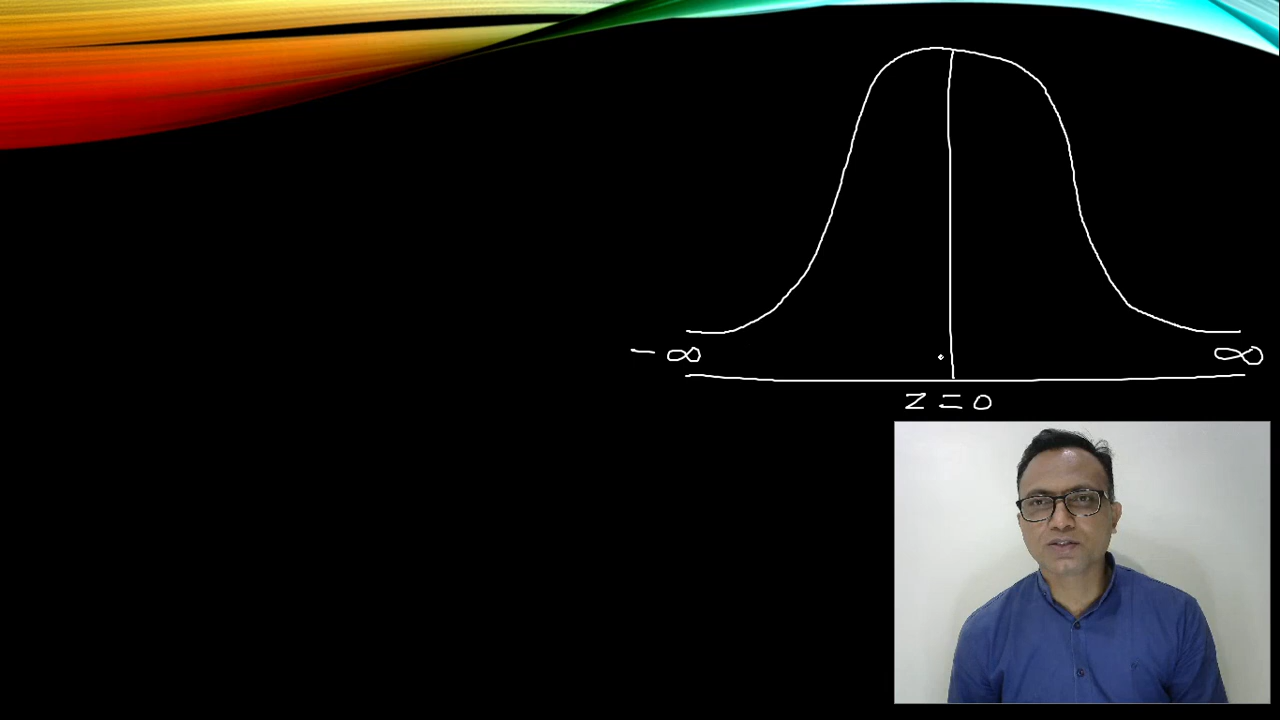 - ∞ ∞
z = 0